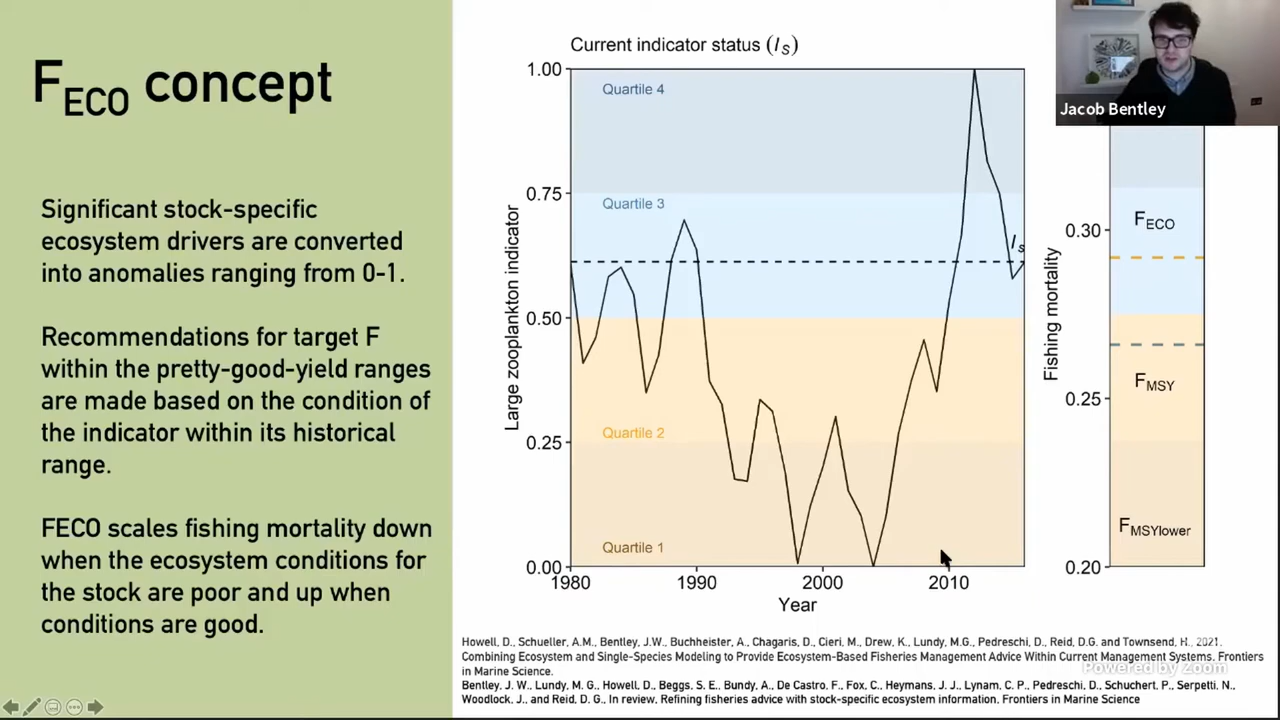 F_ECO concept
Significant stock-specific
ecosystem drivers are converted
into anomalies ranging from 0-1.
Recommendations for target F
within the pretty-good-yield ranges
are made based on the condition of
the indicator within its historical
range.
FECO scales fishing mortality down
when the ecosystem conditions for
the stock are poor and up when
conditions are good.
Current indicator status (I_S)
Large zooplankton indicator
1.00
0.75
0.50
0.25
0.00
Quartile 4
Quartile 3
Quartile 2
Quartile 1
I_s
1980
1990
2000
2010
Year
Jacob Bentley
Fishing mortality
0.30
0.25
0.20
F_ECO
F_MSY
F_MSYlower
Howell, D., Schueller, A.M., Bentley, J.W., Buchheister, A., Chagaris, D., Cieri, M., Drew, K., Lundy, M.G., Pedreschi, D., Reid, D.G. and Townsend, H., 2021.
Combining Ecosystem and Single-Species Modeling to Provide Ecosystem-Based Fisheries Management Advice Within Current Management Systems. Frontiers
in Marine Science.
Powered by Zoom
Bentley, J. W., Lundy, M. G., Howell, D., Beggs, S. E., Bundy, A., De Castro, F., Fox, C., Heymans, J. J., Lynam, C. P., Pedreschi, D., Schuchert, P., Serpetti, N.,
Woodlock, J., and Reid, D. G., In review. Refining fisheries advice with stock-specific ecosystem information, Frontiers in Marine Science